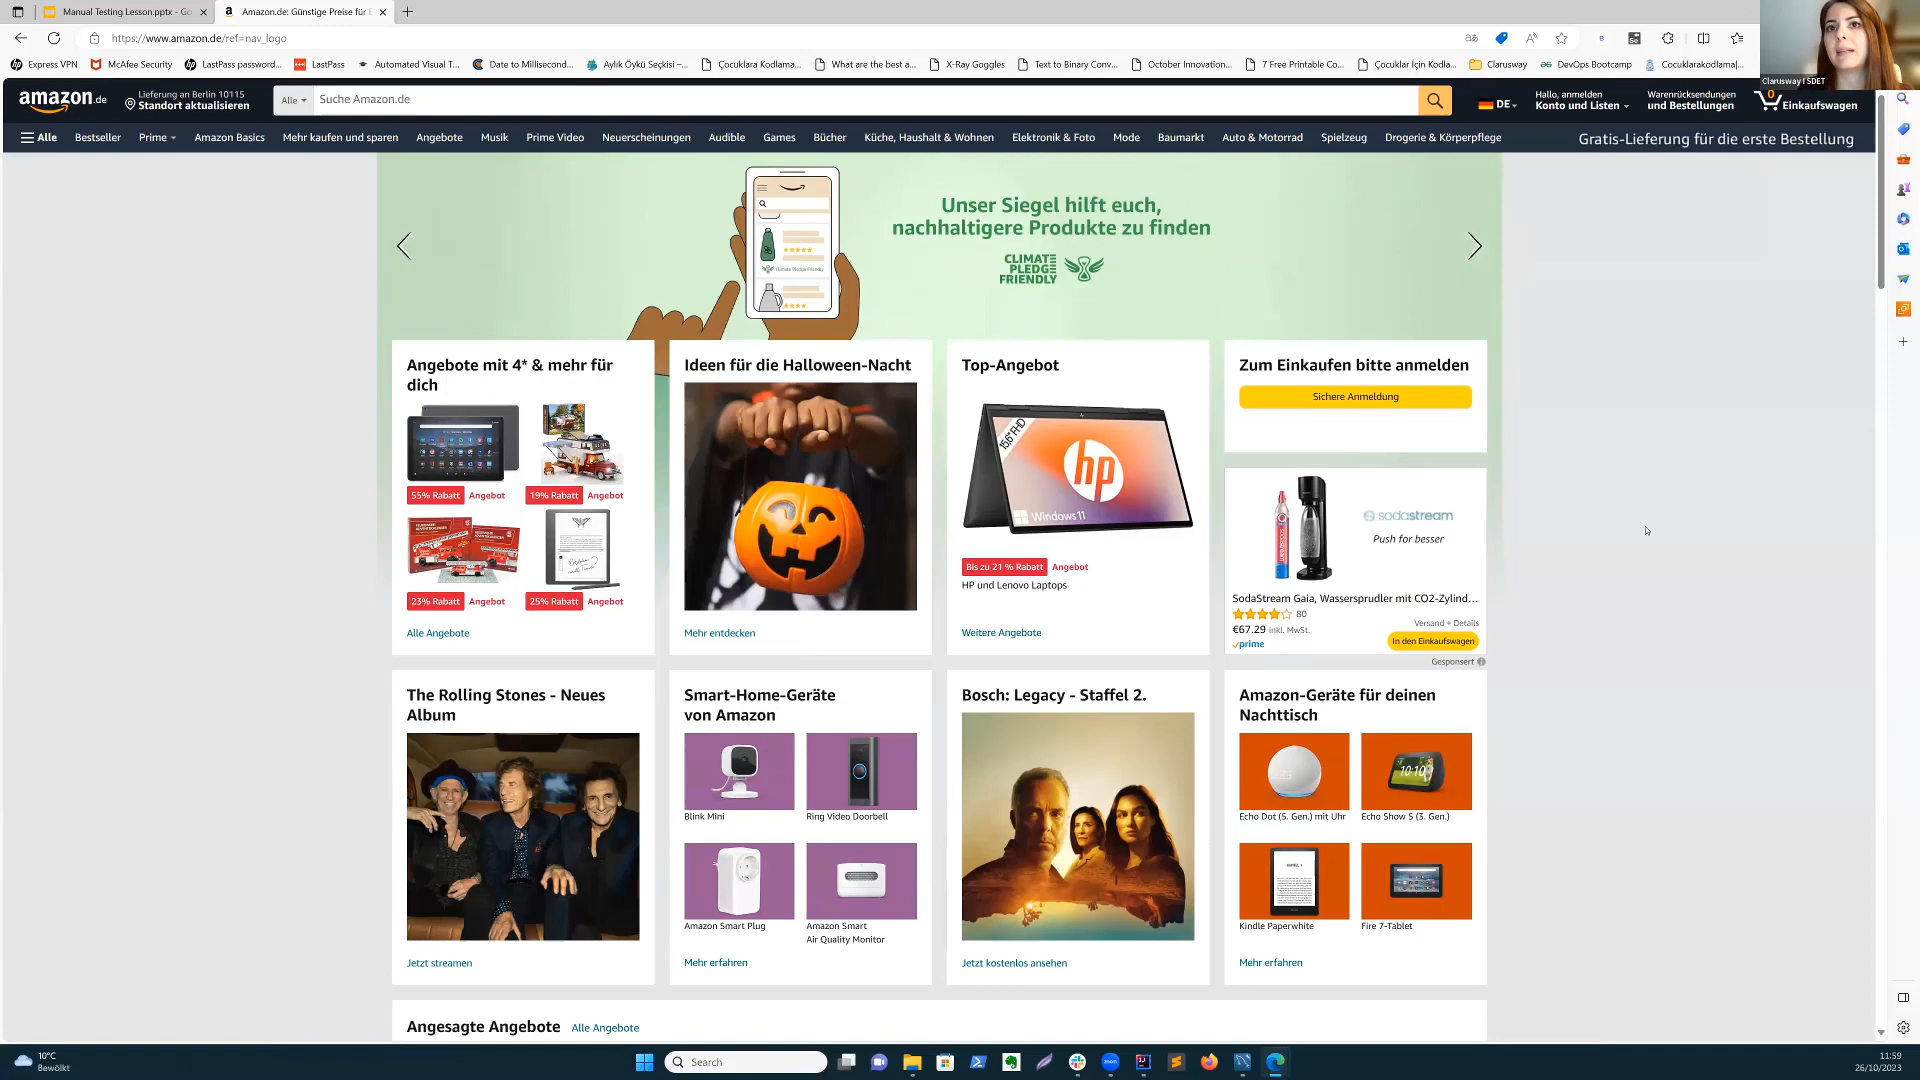 Manual Testing Lesson.pptx - Go
Amazon.de: Günstige Preise für E
https://www.amazon.de/ref=nav_logo
Express VPN
McAfee Security
LastPass password...
LastPass
Automated Visual T...
Date to Millisecond...
Aylık Öykü Seçkisi –...
Çocuklara Kodlama...
What are the best a...
X-Ray Goggles
Text to Binary Conv...
October Innovation...
7 Free Printable Co...
Çocuklar İçin Kodla...
Clarusway
DevOps Bootcamp
Cocuklarakodlama|...
Clarusway I SDET
amazon.de
Lieferung an Berlin 10115
Standort aktualisieren
Alle
Suche Amazon.de
DE
Hallo, anmelden
Konto und Listen
Warenrücksendungen
und Bestellungen
0
Einkaufswagen
Alle
Bestseller
Prime
Amazon Basics
Mehr kaufen und sparen
Angebote
Musik
Prime Video
Neuerscheinungen
Audible
Games
Bücher
Küche, Haushalt & Wohnen
Elektronik & Foto
Mode
Baumarkt
Auto & Motorrad
Spielzeug
Drogerie & Körperpflege
Gratis-Lieferung für die erste Bestellung
Unser Siegel hilft euch,
nachhaltigere Produkte zu finden
CLIMATE
PLEDGE
FRIENDLY
Climate Pledge Friendly
Angebote mit 4* & mehr für
dich
55% Rabatt Angebot
19% Rabatt Angebot
23% Rabatt Angebot
25% Rabatt Angebot
Alle Angebote
Ideen für die Halloween-Nacht
Mehr entdecken
Top-Angebot
15,6" FHD
hp
Windows 11
Bis zu 21 % Rabatt Angebot
HP und Lenovo Laptops
Weitere Angebote
Zum Einkaufen bitte anmelden
Sichere Anmeldung
sodastream
Push for besser
SodaStream Gaia, Wassersprudler mit CO2-Zylind...
80
€67.29 inkl. MwSt.
Versand + Details
prime
In den Einkaufswagen
Gesponsert
The Rolling Stones - Neues
Album
Jetzt streamen
Smart-Home-Geräte
von Amazon
Blink Mini
Ring Video Doorbell
Amazon Smart Plug
Amazon Smart
Air Quality Monitor
Mehr erfahren
Bosch: Legacy - Staffel 2.
Jetzt kostenlos ansehen
Amazon-Geräte für deinen
Nachttisch
10:10
Echo Dot (5. Gen.) mit Uhr
Echo Show 5 (3. Gen.)
Kindle Paperwhite
Fire 7-Tablet
Mehr erfahren
Angesagte Angebote
Alle Angebote
10°C
Bewölkt
Search
11:59
26/10/2023